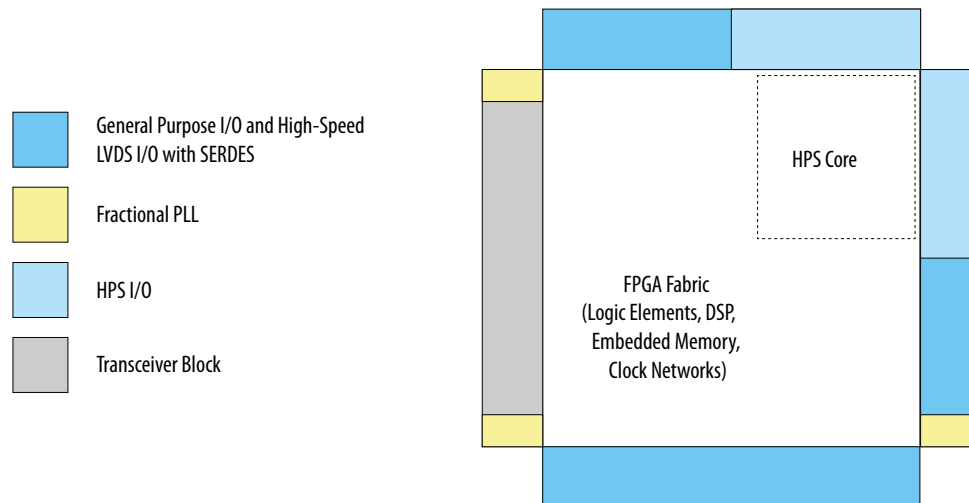 General Purpose I/O and High-Speed
LVDS I/O with SERDES
Fractional PLL
HPS I/O
Transceiver Block
HPS Core
FPGA Fabric
(Logic Elements, DSP,
Embedded Memory,
Clock Networks)